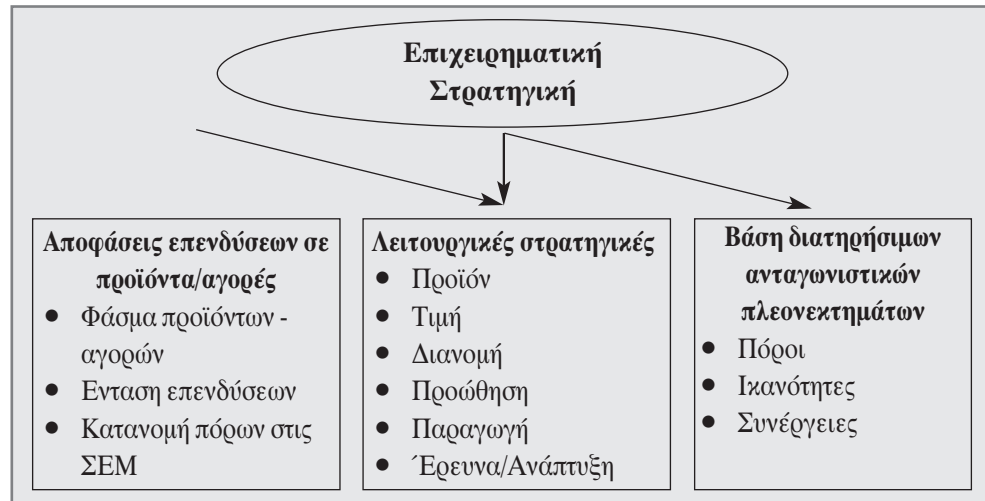 Επιχειρηματική
Στρατηγική
Αποφάσεις επενδύσεων σε
προϊόντα/αγορές
● Φάσμα προϊόντων -
αγορών
● Ενταση επενδύσεων
● Κατανομή πόρων στις
ΣΕΜ
Λειτουργικές στρατηγικές
● Προϊόν
● Τιμή
● Διανομή
● Προώθηση
● Παραγωγή
● Έρευνα/Ανάπτυξη
Βάση διατηρήσιμων
ανταγωνιστικών
πλεονεκτημάτων
● Πόροι
● Ικανότητες
● Συνέργειες